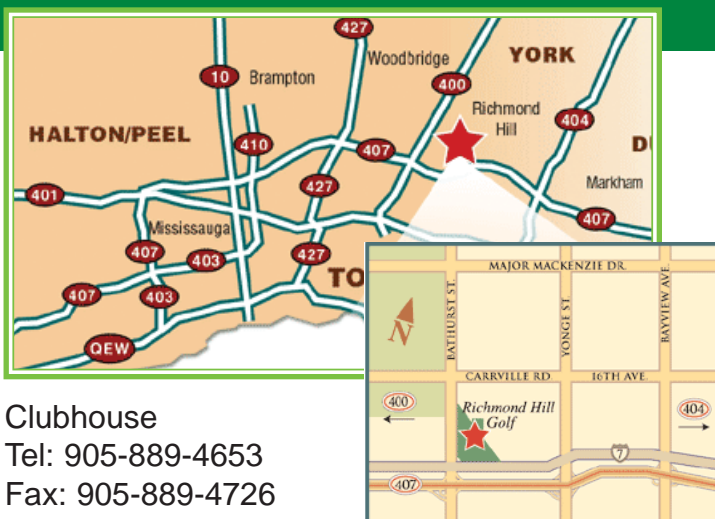 427
Woodbridge
YORK
10
Brampton
400
Richmond
Hill
404
HALTON/PEEL
410
407
D
427
Markham
401
407
Mississauga
407
403
427
TO
407
403
QEW
MAJOR MACKENZIE DR.
BATHURST ST.
YONGE ST.
BAYVIEW AVE.
N
CARRVILLE RD.
16TH AVE.
400
Richmond Hill
Golf
404
7
407
Clubhouse
Tel: 905-889-4653
Fax: 905-889-4726